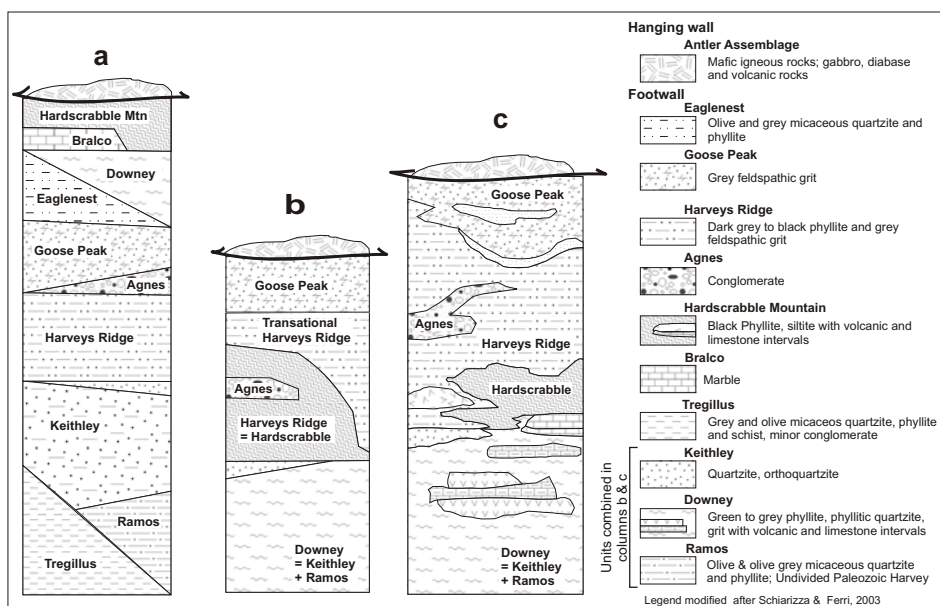 a
Hardscrabble Mtn
Bralco
Downey
Eaglenest
Goose Peak
Agnes
Harveys Ridge
Keithley
Ramos
Tregillus
b
Goose Peak
Transational
Harveys Ridge
Agnes
Harveys Ridge
= Hardscrabble
Downey
= Keithley
+ Ramos
c
Goose Peak
Agnes
Harveys Ridge
Hardscrabble
Downey
= Keithley
+ Ramos
Hanging wall
Antler Assemblage
Mafic igneous rocks; gabbro, diabase
and volcanic rocks
Footwall
Eaglenest
Olive and grey micaceous quartzite and
phyllite
Goose Peak
Grey feldspathic grit
Harveys Ridge
Dark grey to black phyllite and grey
feldspathic grit
Agnes
Conglomerate
Hardscrabble Mountain
Black Phyllite, siltite with volcanic and
limestone intervals
Bralco
Marble
Tregillus
Grey and olive micaceos quartzite, phyllite
and schist, minor conglomerate
Units combined in
columns b & c
Keithley
Quartzite, orthoquartzite
Downey
Green to grey phyllite, phyllitic quartzite,
grit with volcanic and limestone intervals
Ramos
Olive & olive grey micaceous quartzite
and phyllite; Undivided Paleozoic Harvey
Legend modified after Schiarizza & Ferri, 2003